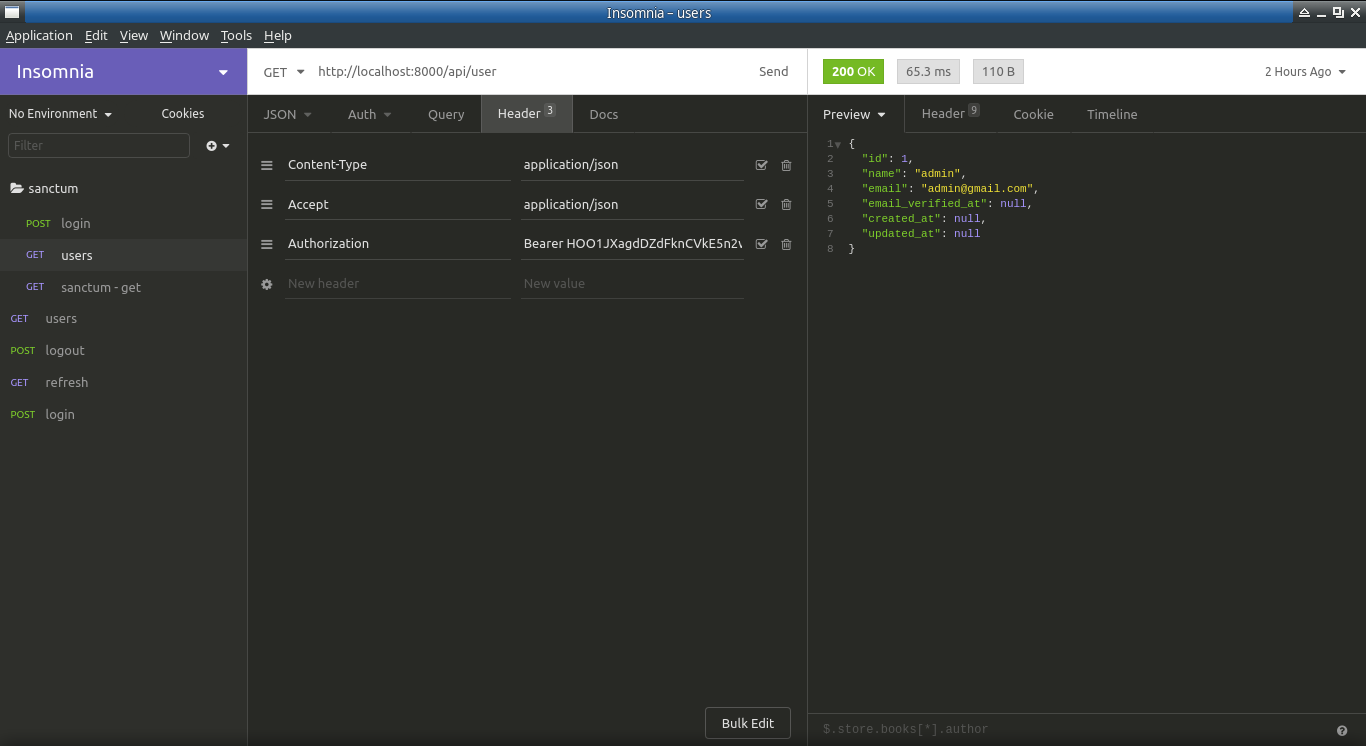 Insomnia – users
Application Edit View Window Tools Help
Insomnia
GET http://localhost:8000/api/user Send
200 OK 65.3 ms 110 B 2 Hours Ago
No Environment Cookies
JSON Auth Query Header 3 Docs
Preview Header 9 Cookie Timeline
Filter
sanctum
POST login
GET users
GET sanctum - get
GET users
POST logout
GET refresh
POST login
Content-Type application/json
Accept application/json
Authorization Bearer HOO1JXagdDZdFknCVkE5n2
New header New value
Bulk Edit
1 {
2 "id": 1,
3 "name": "admin",
4 "email": "admin@gmail.com",
5 "email_verified_at": null,
6 "created_at": null,
7 "updated_at": null
8 }
$.store.books[*].author